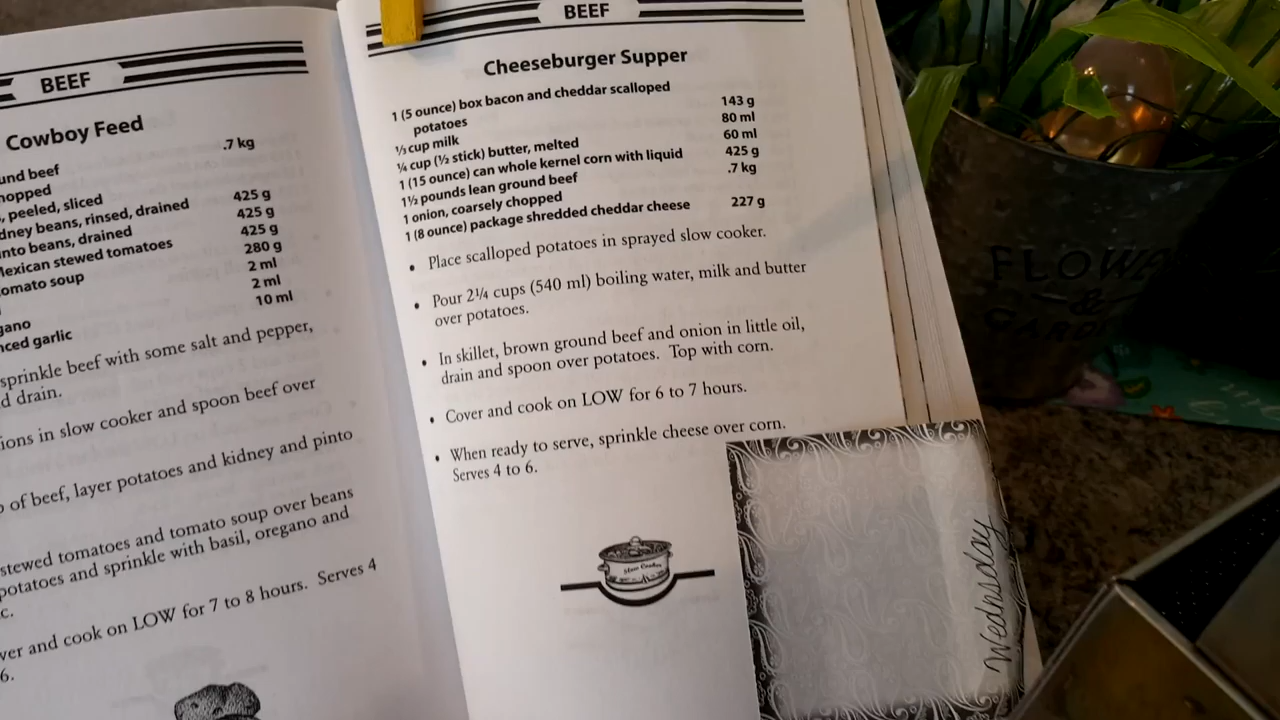 BEEF
Cowboy Feed
.7 kg
und beef
hopped
, peeled, sliced
425 g
dney beans, rinsed, drained
425 g
nto beans, drained
425 g
Mexican stewed tomatoes
280 g
omato soup
2 ml
2 ml
gano
10 ml
nced garlic
sprinkle beef with some salt and pepper,
d drain.
ions in slow cooker and spoon beef over
p of beef, layer potatoes and kidney and pinto
stewed tomatoes and tomato soup over beans
potatoes and sprinkle with basil, oregano and
c.
ver and cook on LOW for 7 to 8 hours. Serves 4
6.
BEEF
Cheeseburger Supper
1 (5 ounce) box bacon and cheddar scalloped
potatoes 143 g
⅓ cup milk 80 ml
¼ cup (½ stick) butter, melted 60 ml
1 (15 ounce) can whole kernel corn with liquid 425 g
1½ pounds lean ground beef .7 kg
1 onion, coarsely chopped
1 (8 ounce) package shredded cheddar cheese 227 g
• Place scalloped potatoes in sprayed slow cooker.
• Pour 2¼ cups (540 ml) boiling water, milk and butter
over potatoes.
• In skillet, brown ground beef and onion in little oil,
drain and spoon over potatoes. Top with corn.
• Cover and cook on LOW for 6 to 7 hours.
• When ready to serve, sprinkle cheese over corn.
Serves 4 to 6.
Slow Cooker
Wednsday
FLOW
&
GARD